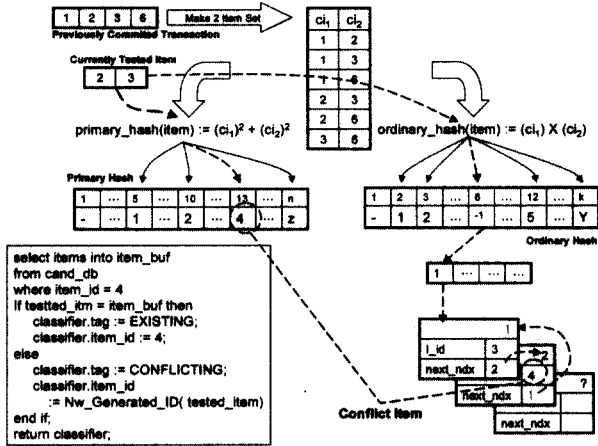 1 2 3 6
Make 2 Item Set
Previously Committed Transaction
ci1 ci2
1 2
1 3
1 6
2 3
2 6
3 6
Currently Tested Item
2 3
primary_hash(item) := (ci1)² + (ci2)²
ordinary_hash(item) := (ci1) X (ci2)
Primary Hash
1 ... 5 ... 10 ... 13 ... n
- ... 1 ... 2 ... 4 ... z
1 2 3 ... 6 ... 12 ... k
- 1 2 ... -1 ... 5 ... Y
Ordinary Hash
1 ... ... ...
select items into item_buf
from cand_db
where item_id = 4
If testted_itm = item_buf then
classifier.tag := EXISTING;
classifier.item_id := 4;
else
classifier.tag := CONFLICTING;
classifier.item_id
:= Nw_Generated_ID( tested_item)
end if;
return classifier;
1
I_id 3
next_ndx 2
2
4
next_ndx 1
?
next_ndx
Conflict Item